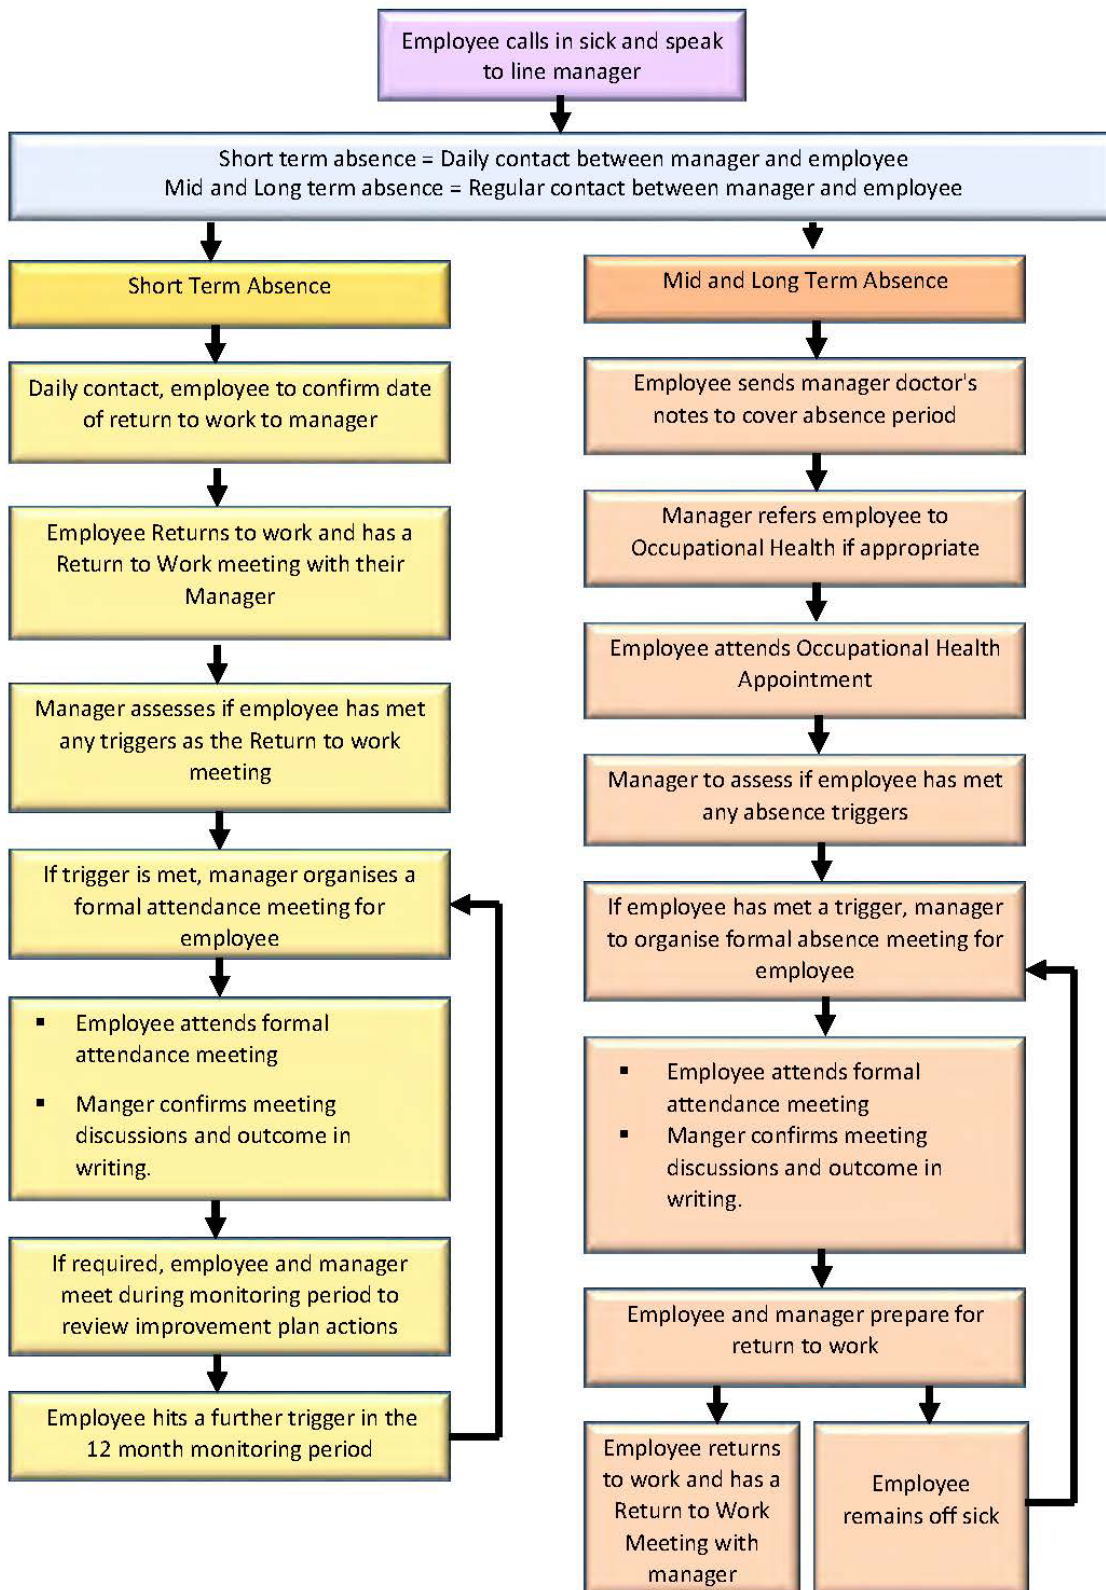 Employee calls in sick and speak
to line manager
Short term absence = Daily contact between manager and employee
Mid and Long term absence = Regular contact between manager and employee
Short Term Absence
Daily contact, employee to confirm date
of return to work to manager
Employee Returns to work and has a
Return to Work meeting with their
Manager
Manager assesses if employee has met
any triggers as the Return to work
meeting
If trigger is met, manager organises a
formal attendance meeting for
employee
▪ Employee attends formal
attendance meeting
▪ Manger confirms meeting
discussions and outcome in
writing.
If required, employee and manager
meet during monitoring period to
review improvement plan actions
Employee hits a further trigger in the
12 month monitoring period
Mid and Long Term Absence
Employee sends manager doctor's
notes to cover absence period
Manager refers employee to
Occupational Health if appropriate
Employee attends Occupational Health
Appointment
Manager to assess if employee has met
any absence triggers
If employee has met a trigger, manager
to organise formal absence meeting for
employee
▪ Employee attends formal
attendance meeting
▪ Manger confirms meeting
discussions and outcome in
writing.
Employee and manager prepare for
return to work
Employee returns
to work and has a
Return to Work
Meeting with
manager
Employee
remains off sick